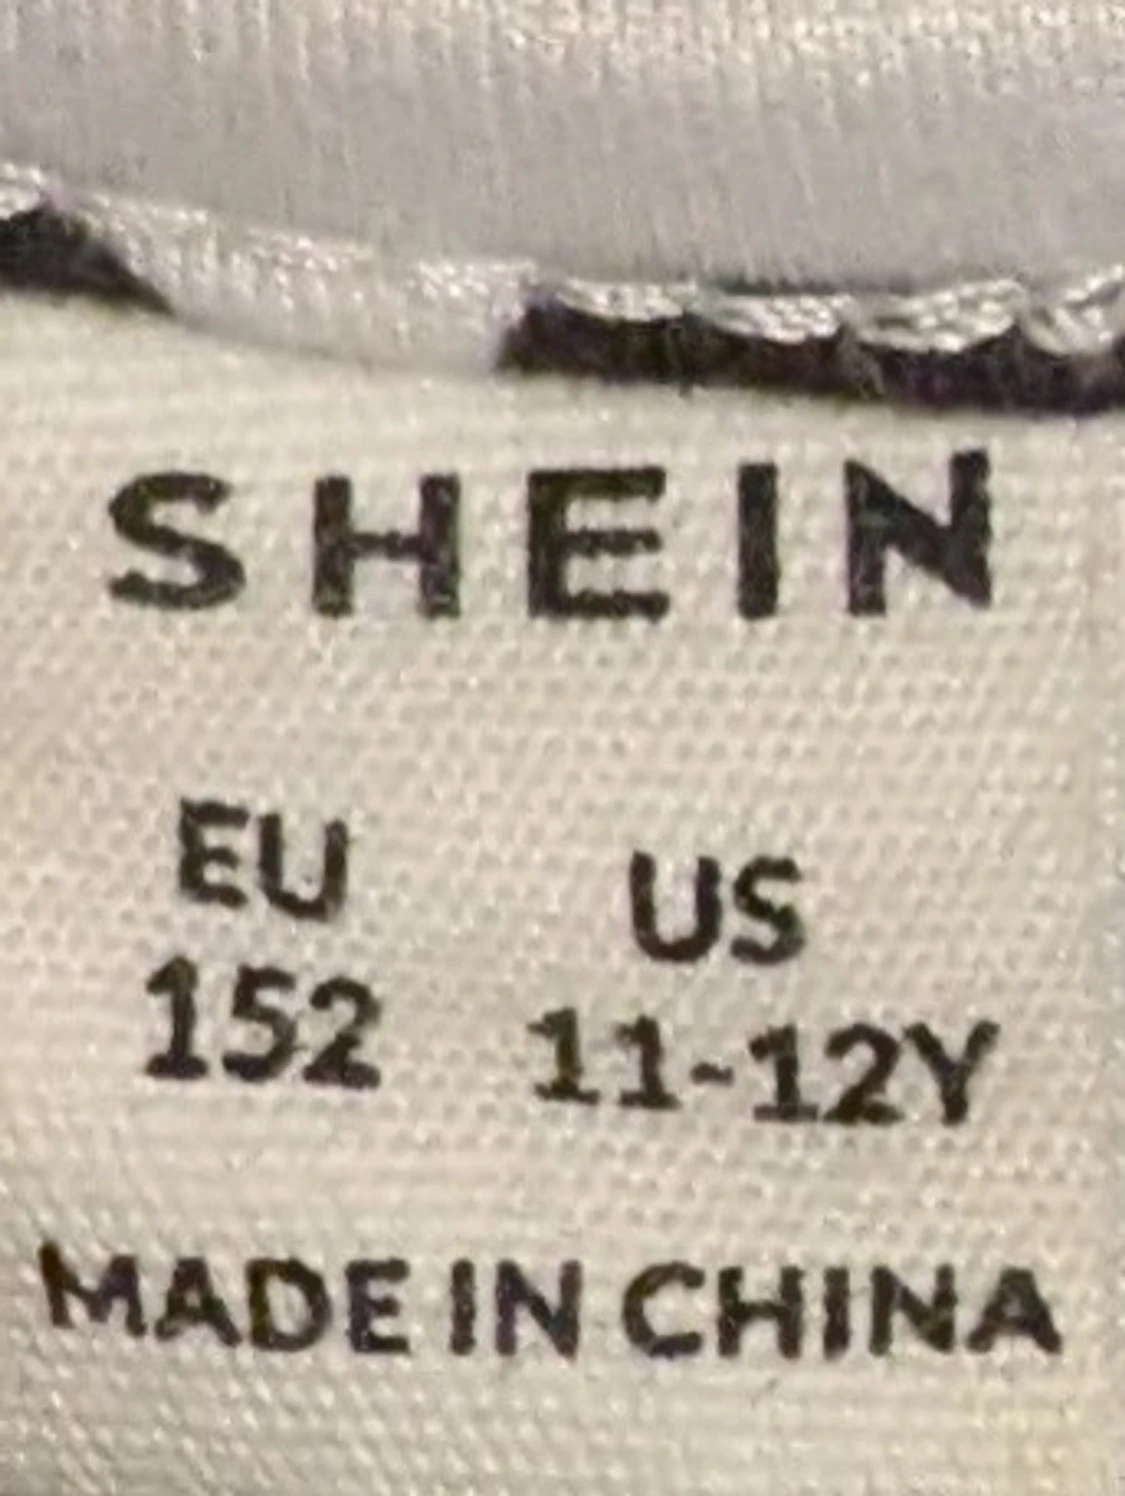 SHEIN
EU US
152 11-12Y
MADE IN CHINA